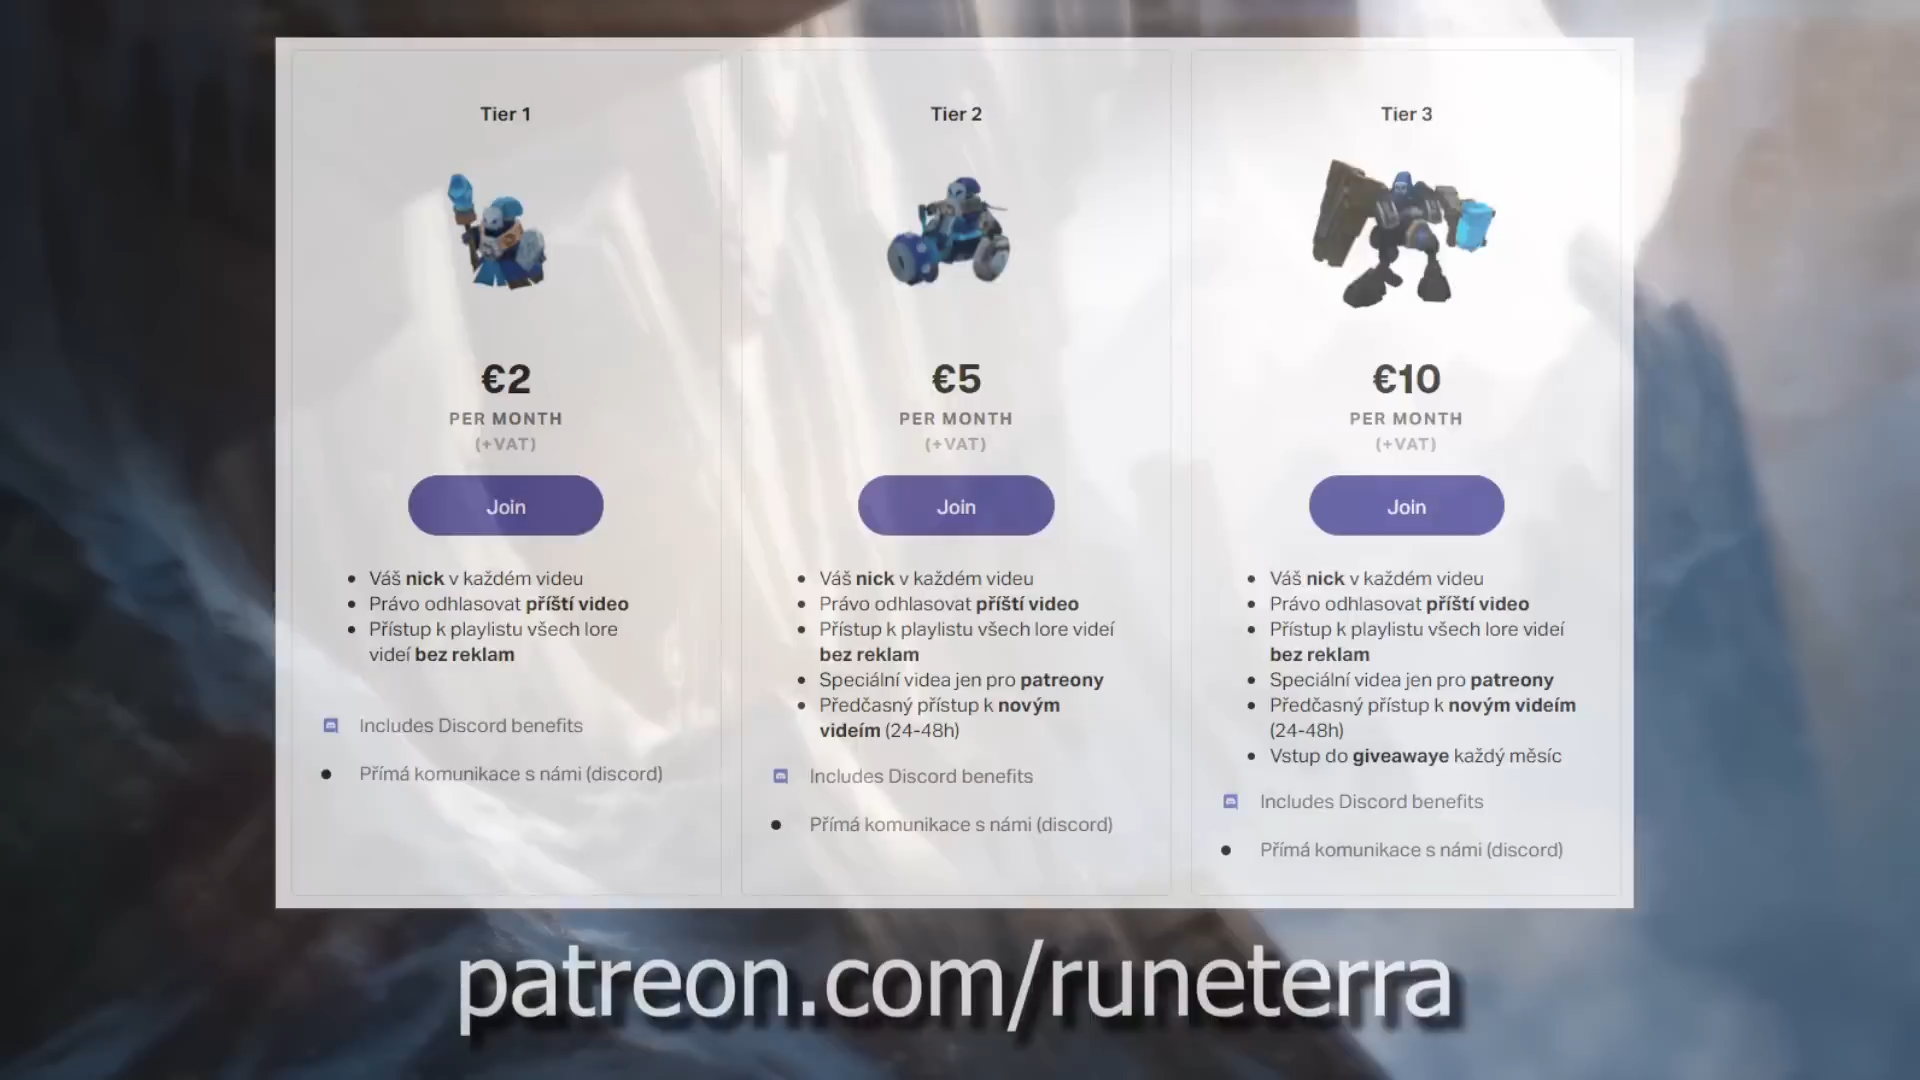 Tier 1
€2
PER MONTH
(+VAT)
Join
Váš nick v každém videu
Právo odhlasovat příští video
Přístup k playlistu všech lore
videí bez reklam
Includes Discord benefits
Přímá komunikace s námi (discord)
Tier 2
€5
PER MONTH
(+VAT)
Join
Váš nick v každém videu
Právo odhlasovat příští video
Přístup k playlistu všech lore videí
bez reklam
Speciální videa jen pro patreony
Předčasný přístup k novým
videím (24-48h)
Includes Discord benefits
Přímá komunikace s námi (discord)
Tier 3
€10
PER MONTH
(+VAT)
Join
Váš nick v každém videu
Právo odhlasovat příští video
Přístup k playlistu všech lore videí
bez reklam
Speciální videa jen pro patreony
Předčasný přístup k novým videím
(24-48h)
Vstup do giveawaye každý měsíc
Includes Discord benefits
Přímá komunikace s námi (discord)
patreon.com/runeterra